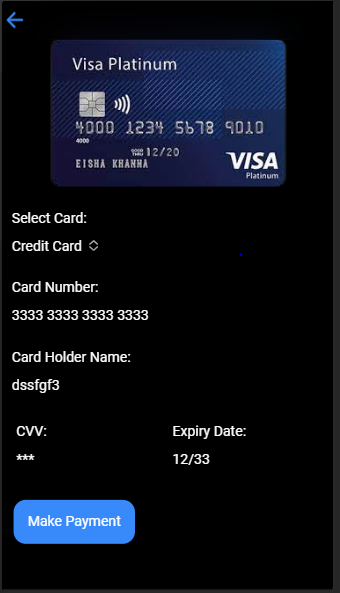 Visa Platinum
4000 1234 5678 9010
4000
GOOD THRU 12/20
EISHA KHANNA
VISA
Platinum
Select Card:
Credit Card
Card Number:
3333 3333 3333 3333
Card Holder Name:
dssfgf3
CVV: Expiry Date:
*** 12/33
Make Payment